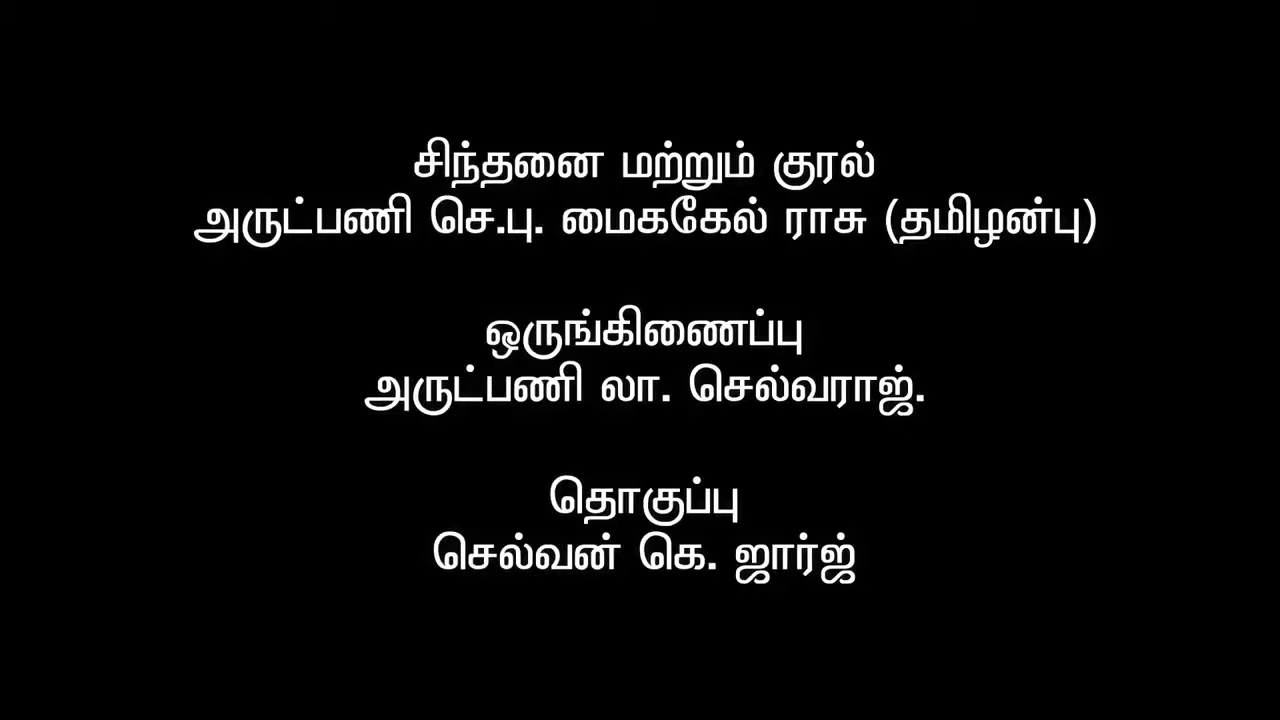 சிந்தனை மற்றும் குரல்
அருட்பணி செ.பு. மைககேல் ராசு (தமிழன்பு)
ஒருங்கிணைப்பு
அருட்பணி லா. செல்வராஜ்.
தொகுப்பு
செல்வன் கெ. ஜார்ஜ்